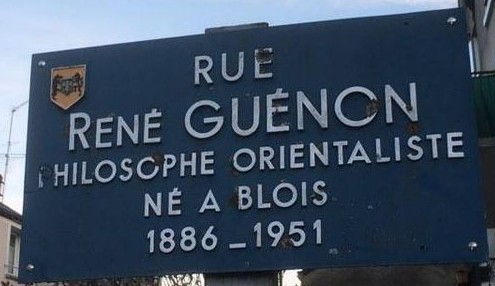 RUE
RENÉ GUÉNON
PHILOSOPHE ORIENTALISTE
NÉ A BLOIS
1886 _ 1951